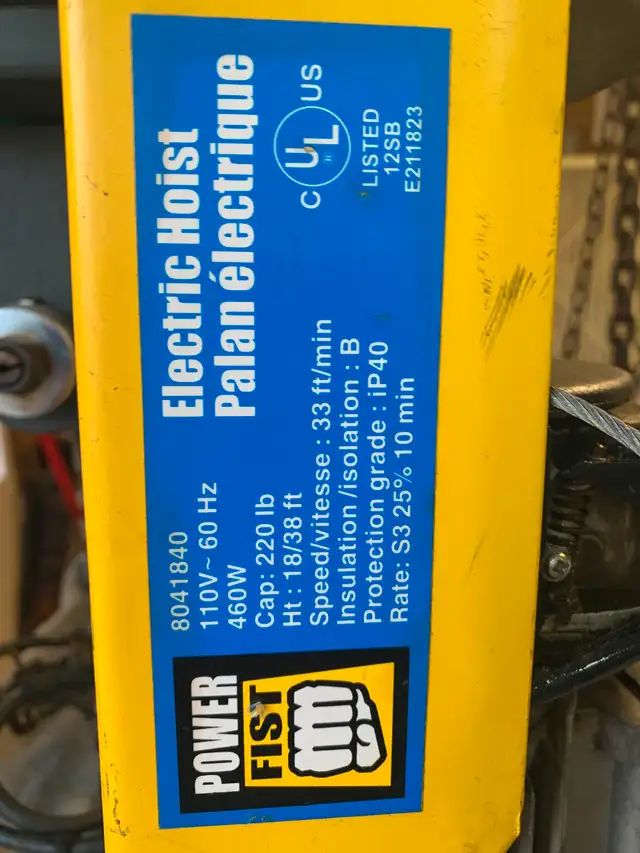 POWER
FIST
8041840
110V~ 60 Hz
460W
Cap: 220 lb
Ht : 18/38 ft
Speed/vitesse : 33 ft/min
Insulation /isolation : B
Protection grade : iP40
Rate: S3 25% 10 min
Electric Hoist
Palan électrique
C UL US
LISTED
12SB
E211823